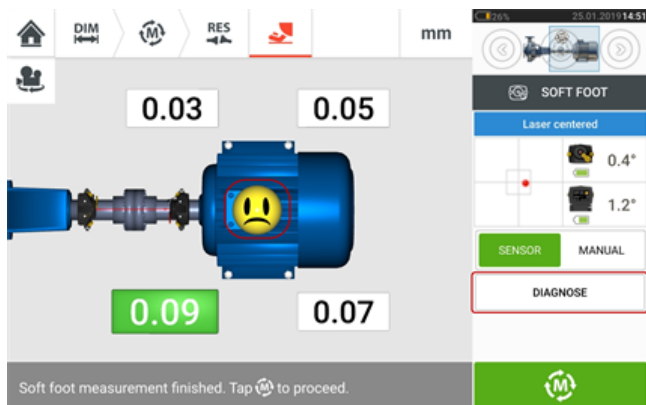 DIM
M
RES
mm
26%
25.01.2019 14:51
0.03
0.05
0.09
0.07
SOFT FOOT
Laser centered
0.4°
1.2°
SENSOR
MANUAL
DIAGNOSE
Soft foot measurement finished. Tap M to proceed.
M